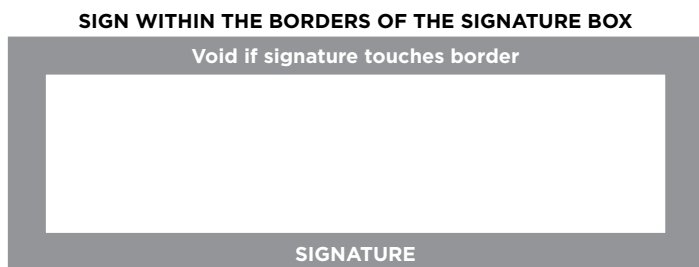 SIGN WITHIN THE BORDERS OF THE SIGNATURE BOX
Void if signature touches border
SIGNATURE